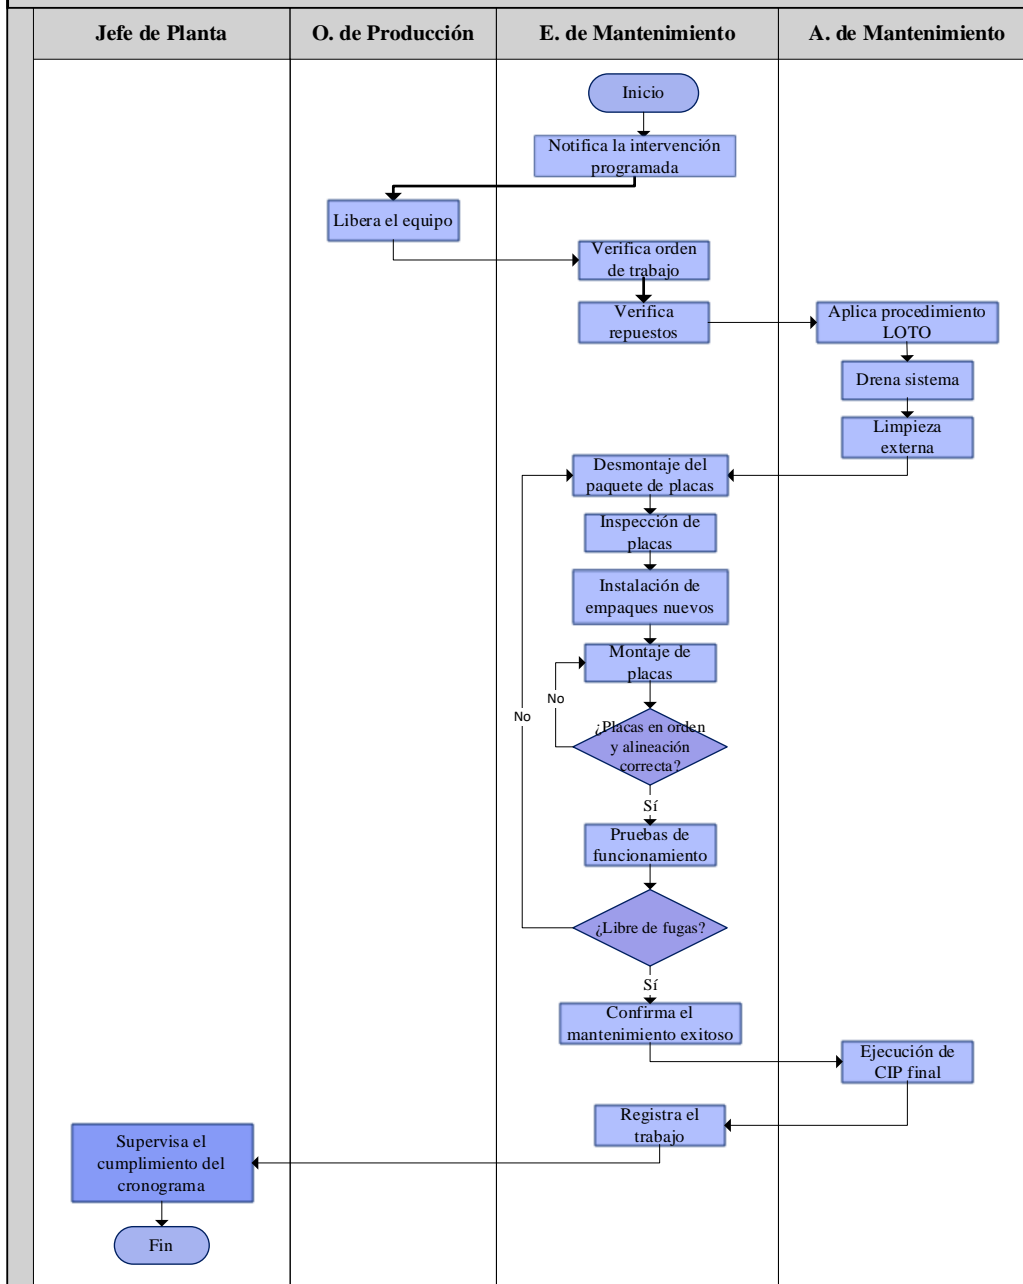 Jefe de Planta
O. de Producción
E. de Mantenimiento
A. de Mantenimiento
Inicio
Notifica la intervención
programada
Libera el equipo
Verifica orden
de trabajo
Verifica
repuestos
Aplica procedimiento
LOTO
Drena sistema
Limpieza
externa
Desmontaje del
paquete de placas
Inspección de
placas
Instalación de
empaques nuevos
Montaje de
placas
No
No
¿Placas en orden
y alineación
correcta?
Sí
Pruebas de
funcionamiento
¿Libre de fugas?
Sí
Confirma el
mantenimiento exitoso
Ejecución de
CIP final
Registra el
trabajo
Supervisa el
cumplimiento del
cronograma
Fin